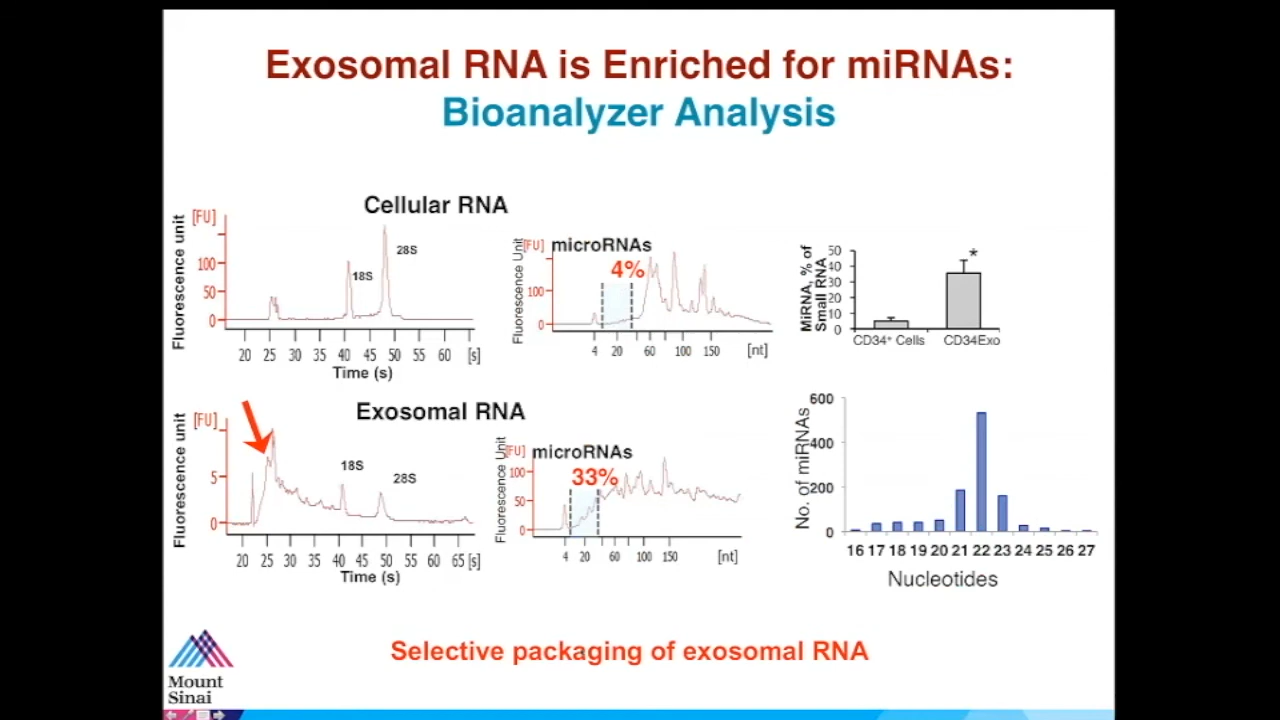 Exosomal RNA is Enriched for miRNAs:
Bioanalyzer Analysis
Cellular RNA
Fluorescence unit
[FU]
100
50
0
18S
28S
20 25 30 35 40 45 50 55 60 [s]
Time (s)
Fluorescence Unit
[FU]
microRNAs
4%
100
0
4 20 60 100 150 [nt]
MiRNA, % of
Small RNA
50
40
30
20
10
0
*
CD34+ Cells CD34Exo
Exosomal RNA
Fluorescence unit
[FU]
5
0
18S
28S
20 25 30 35 40 45 50 55 60 65 [s]
Time (s)
Fluorescence Unit
[FU]
microRNAs
33%
100
50
0
4 20 60 100 150 [nt]
No. of miRNAs
600
400
200
0
16 17 18 19 20 21 22 23 24 25 26 27
Nucleotides
Selective packaging of exosomal RNA
Mount
Sinai